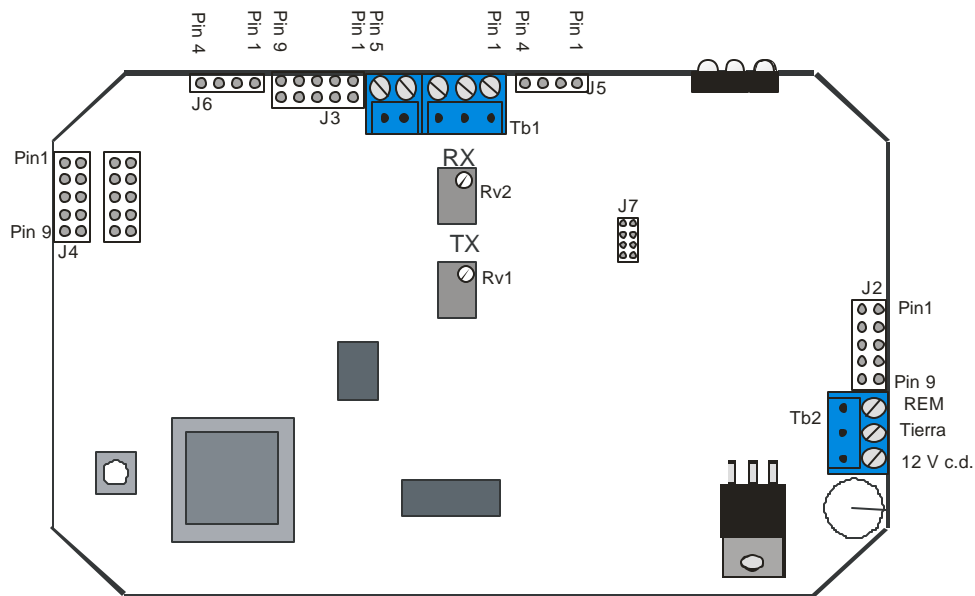 Pin 4
Pin 1
Pin 9
Pin 1
Pin 5
Pin 1
Pin 4
Pin 1
J6
J3
Tb1
J5
RX
Rv2
TX
Rv1
Pin1
Pin 9
J4
J7
J2
Pin1
Pin 9
Tb2
REM
Tierra
12 V c.d.